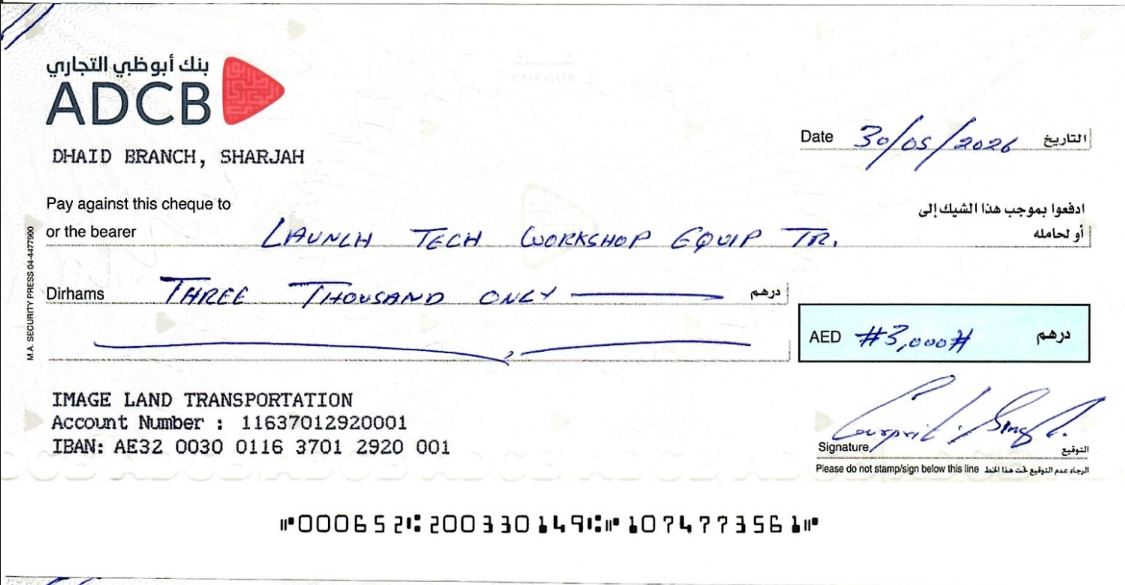 بنك أبوظبي التجاري
ADCB
DHAID BRANCH, SHARJAH
Date 30/05/2026 التاريخ
Pay against this cheque to ادفعوا بموجب هذا الشيك إلى
or the bearer LAUNCH TECH WORKSHOP EQUIP TR. أو لحامله
Dirhams THREE THOUSAND ONLY درهم
AED #3,000# درهم
M.A. SECURITY PRESS 04-4477900
IMAGE LAND TRANSPORTATION
Account Number : 11637012920001
IBAN: AE32 0030 0116 3701 2920 001
Signature التوقيع
Please do not stamp/sign below this line الرجاء عدم التوقيع تحت هذا الخط
⑈000652⑆200330149⑆⑈1074773561⑈